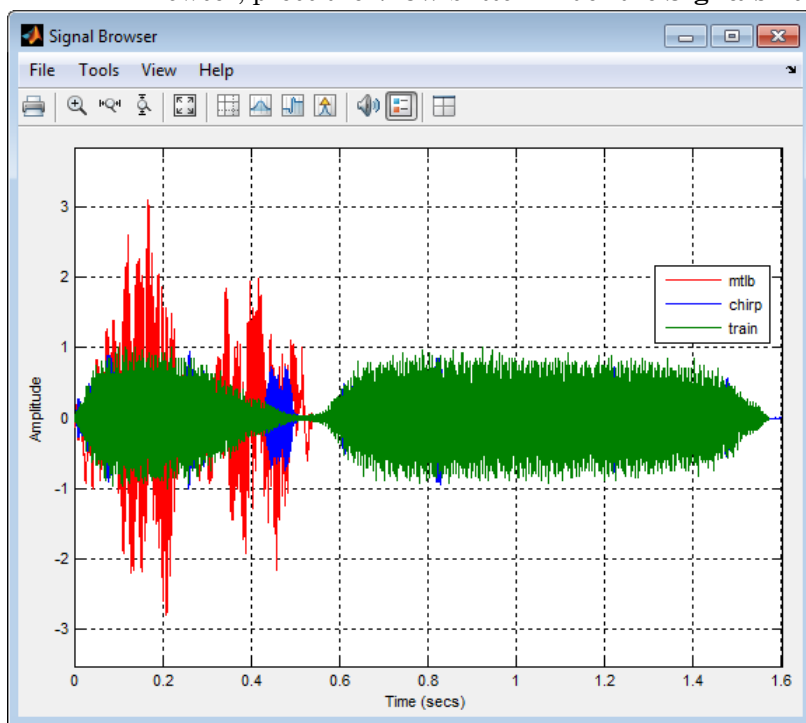 Signal Browser
File Tools View Help
3
2
1
0
-1
-2
-3
Amplitude
mtlb
chirp
train
0 0.2 0.4 0.6 0.8 1 1.2 1.4 1.6
Time (secs)